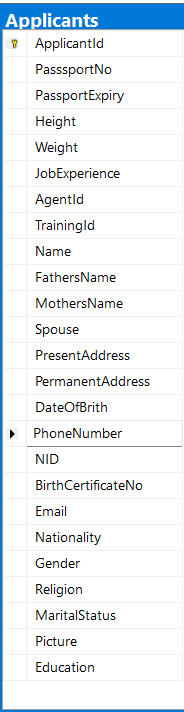 Applicants
ApplicantId
PasssportNo
PassportExpiry
Height
Weight
JobExperience
AgentId
TrainingId
Name
FathersName
MothersName
Spouse
PresentAddress
PermanentAddress
DateOfBrith
PhoneNumber
NID
BirthCertificateNo
Email
Nationality
Gender
Religion
MaritalStatus
Picture
Education